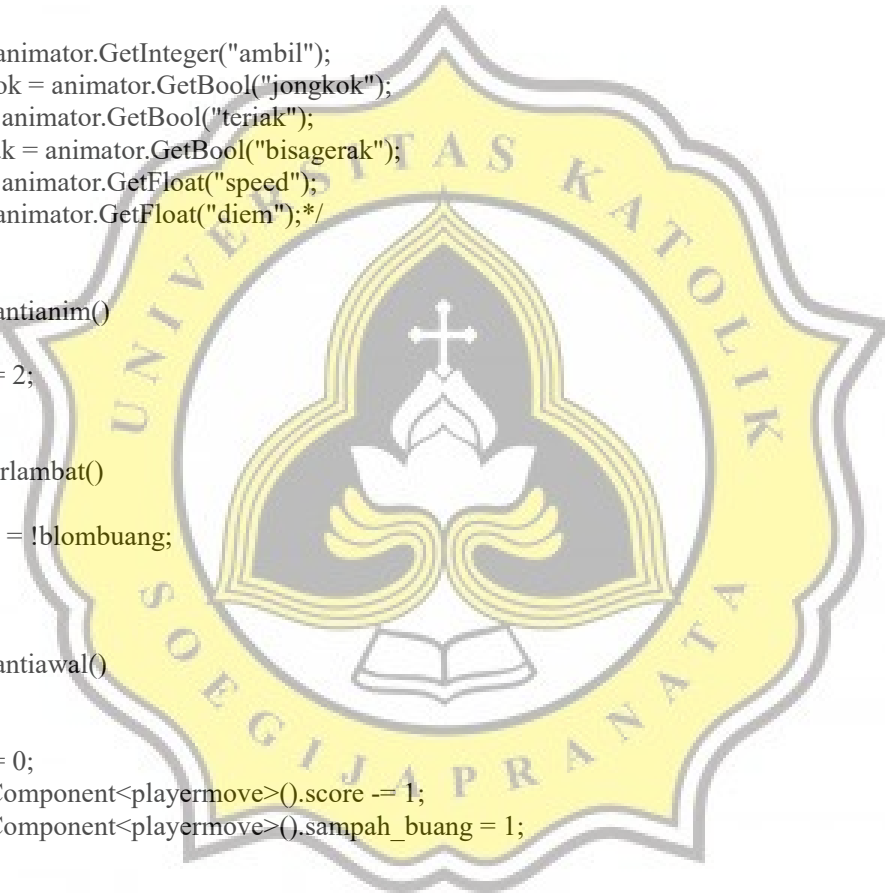 animator.GetInteger("ambil");
ok = animator.GetBool("jongkok");
animator.GetBool("teriak");
ak = animator.GetBool("bisagerak");
animator.GetFloat("speed");
animator.GetFloat("diem");*/
antianim()
= 2;
rlambat()
= !blombuang;
antiawal()
= 0;
Component<playermove>().score -= 1;
Component<playermove>().sampah_buang = 1;
UNIVERSITAS KATOLIK
SOEGIJAPRANATA